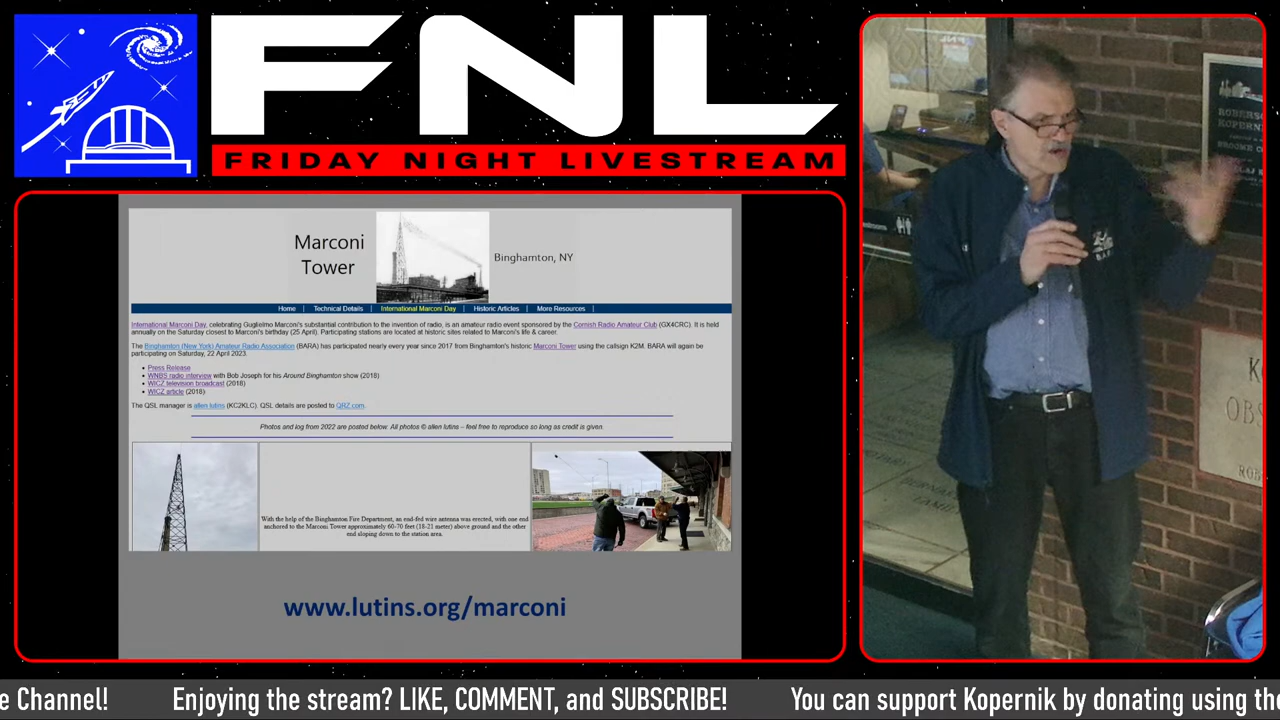 FNL
FRIDAY NIGHT LIVESTREAM
Marconi
Tower
Binghamton, NY
Home | Technical Details | International Marconi Day | Historic Articles | More Resources |
International Marconi Day, celebrating Guglielmo Marconi's substantial contribution to the invention of radio, is an amateur radio event sponsored by the Cornish Radio Amateur Club (GX4CRC). It is held
annually on the Saturday closest to Marconi's birthday (25 April). Participating stations are located at historic sites related to Marconi's life & career.
The Binghamton (New York) Amateur Radio Association (BARA) has participated nearly every year since 2017 from Binghamton's historic Marconi Tower using the callsign K2M. BARA will again be
participating on Saturday, 22 April 2023.
• Press Release
• WNBS radio interview with Bob Joseph for his Around Binghamton show (2018)
• WICZ television broadcast (2018)
• WICZ article (2018)
The QSL manager is allen lutins (KC2KLC). QSL details are posted to QRZ.com.
Photos and log from 2022 are posted below. All photos © allen lutins – feel free to reproduce so long as credit is given.
With the help of the Binghamton Fire Department, an end-fed wire antenna was erected, with one end
anchored to the Marconi Tower approximately 60-70 feet (18-21 meter) above ground and the other
end sloping down to the station area.
www.lutins.org/marconi
ROBERSO
KOPERNI
BROOME CO
BARA
K
OBS
ROB
e Channel! Enjoying the stream? LIKE, COMMENT, and SUBSCRIBE! You can support Kopernik by donating using the